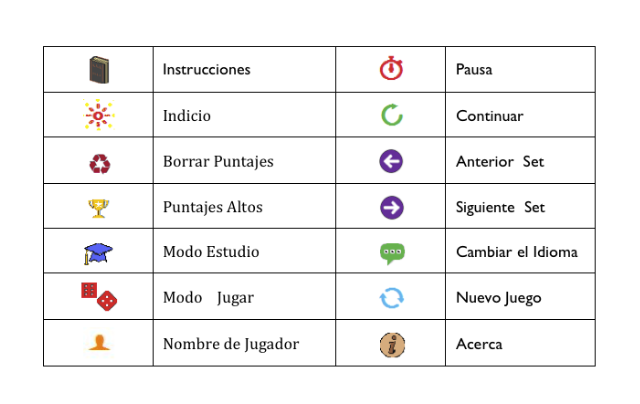 Instrucciones Pausa
Indicio Continuar
Borrar Puntajes Anterior Set
Puntajes Altos Siguiente Set
Modo Estudio Cambiar el Idioma
Modo Jugar Nuevo Juego
Nombre de Jugador Acerca